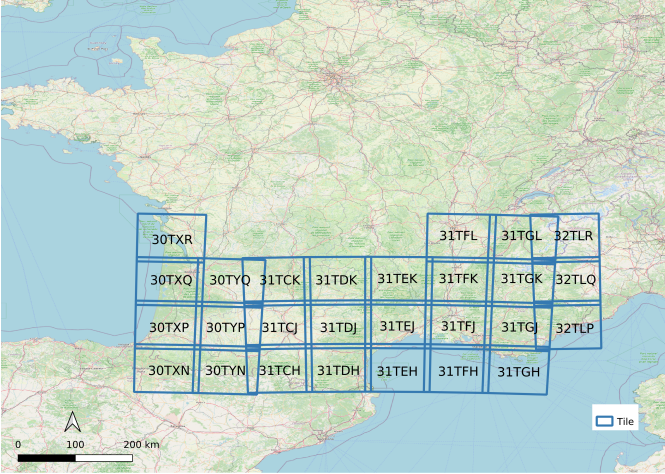 30TXR 31TFL 31TGL 32TLR
30TXQ 30TYQ 31TCK 31TDK 31TEK 31TFK 31TGK 32TLQ
30TXP 30TYP 31TCJ 31TDJ 31TEJ 31TFJ 31TGJ 32TLP
30TXN 30TYN 31TCH 31TDH 31TEH 31TFH 31TGH
Tile
0 100 200 km